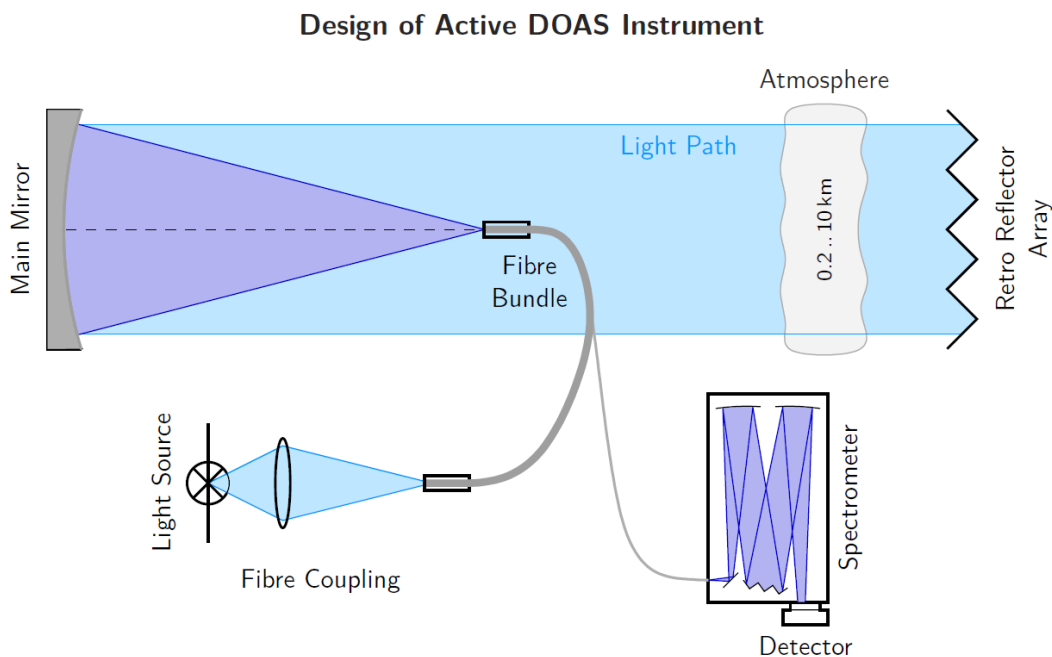 Design of Active DOAS Instrument
Atmosphere
Light Path
Main Mirror
0.2 .. 10 km
Retro Reflector
Array
Fibre
Bundle
Light Source
Fibre Coupling
Spectrometer
Detector